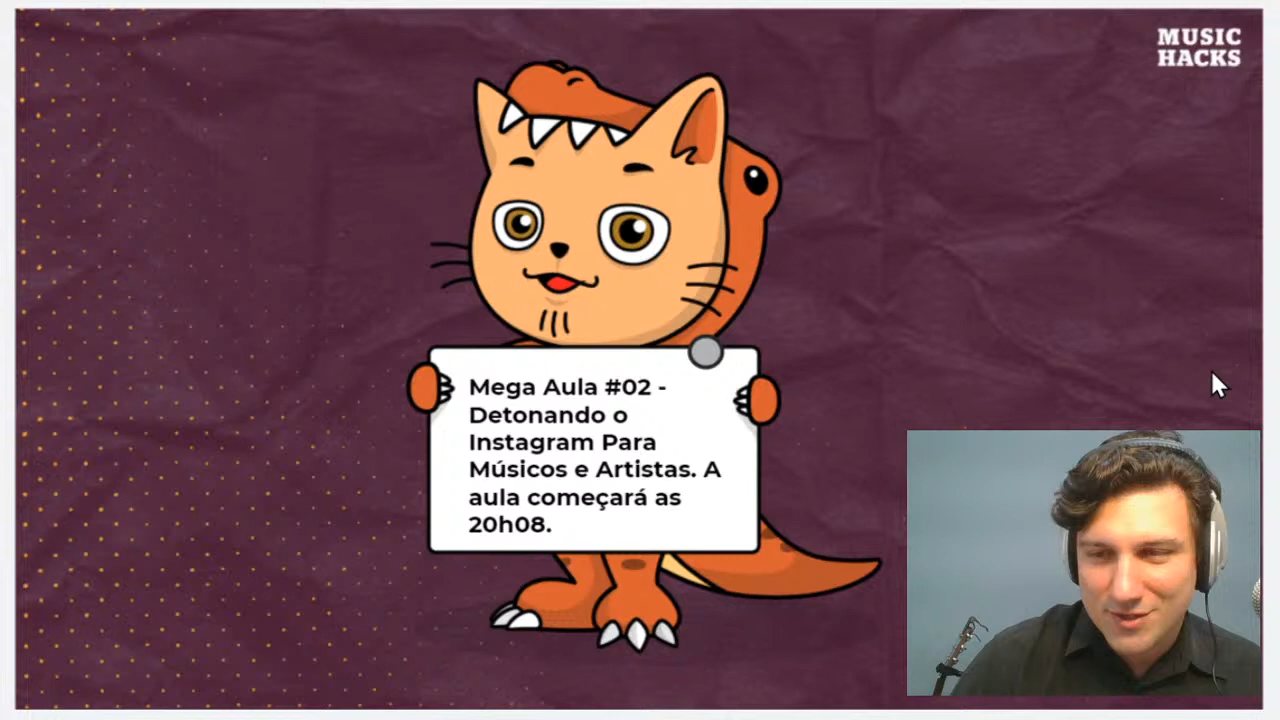 MUSIC
HACKS
Mega Aula #02 -
Detonando o
Instagram Para
Músicos e Artistas. A
aula começará as
20h08.